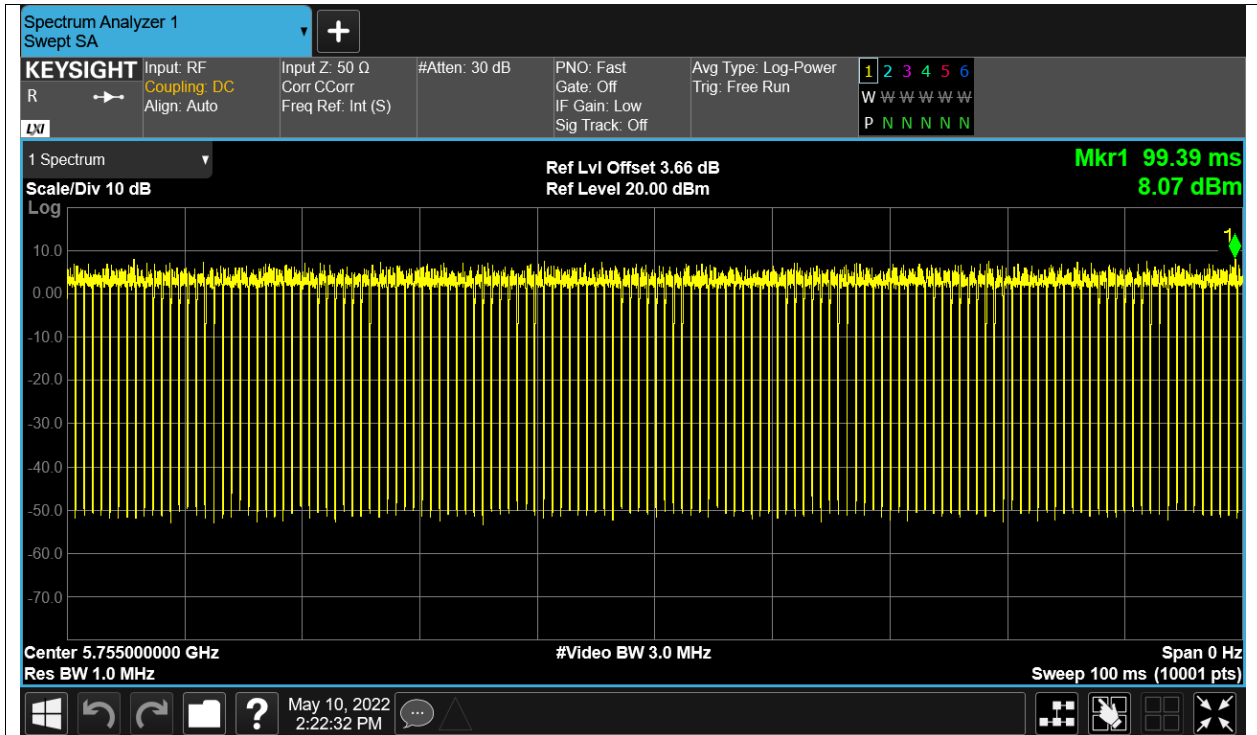 Spectrum Analyzer 1
Swept SA
+
KEYSIGHT
R
LXI
Input: RF
Coupling: DC
Align: Auto
Input Z: 50 Ω
Corr CCorr
Freq Ref: Int (S)
#Atten: 30 dB
PNO: Fast
Gate: Off
IF Gain: Low
Sig Track: Off
Avg Type: Log-Power
Trig: Free Run
1 2 3 4 5 6
W W W W W W
P N N N N N
1 Spectrum
Scale/Div 10 dB
Log
Ref Lvl Offset 3.66 dB
Ref Level 20.00 dBm
Mkr1 99.39 ms
8.07 dBm
1
10.0
0.00
-10.0
-20.0
-30.0
-40.0
-50.0
-60.0
-70.0
Center 5.755000000 GHz
Res BW 1.0 MHz
#Video BW 3.0 MHz
Span 0 Hz
Sweep 100 ms (10001 pts)
?
May 10, 2022
2:22:32 PM